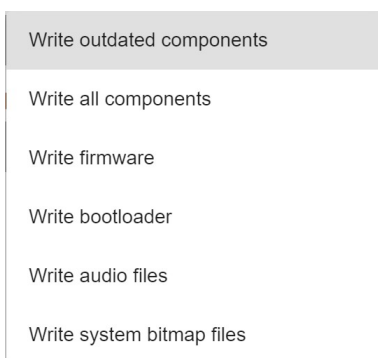 Write outdated components
Write all components
Write firmware
Write bootloader
Write audio files
Write system bitmap files